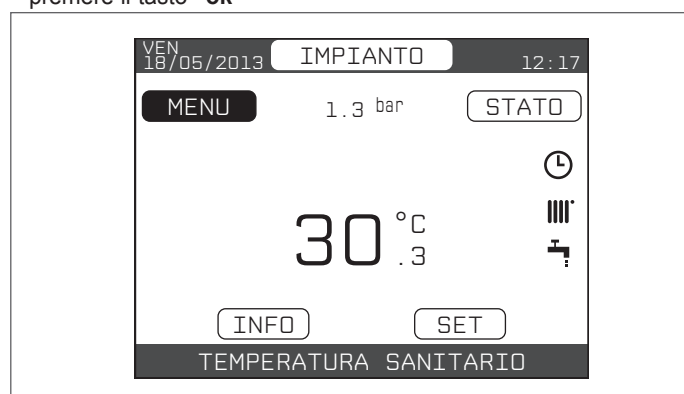 premere il tasto "ok"
VEN
18/05/2013 IMPIANTO 12:17
MENU 1.3 bar STATO
30.3 °C
INFO SET
TEMPERATURA SANITARIO